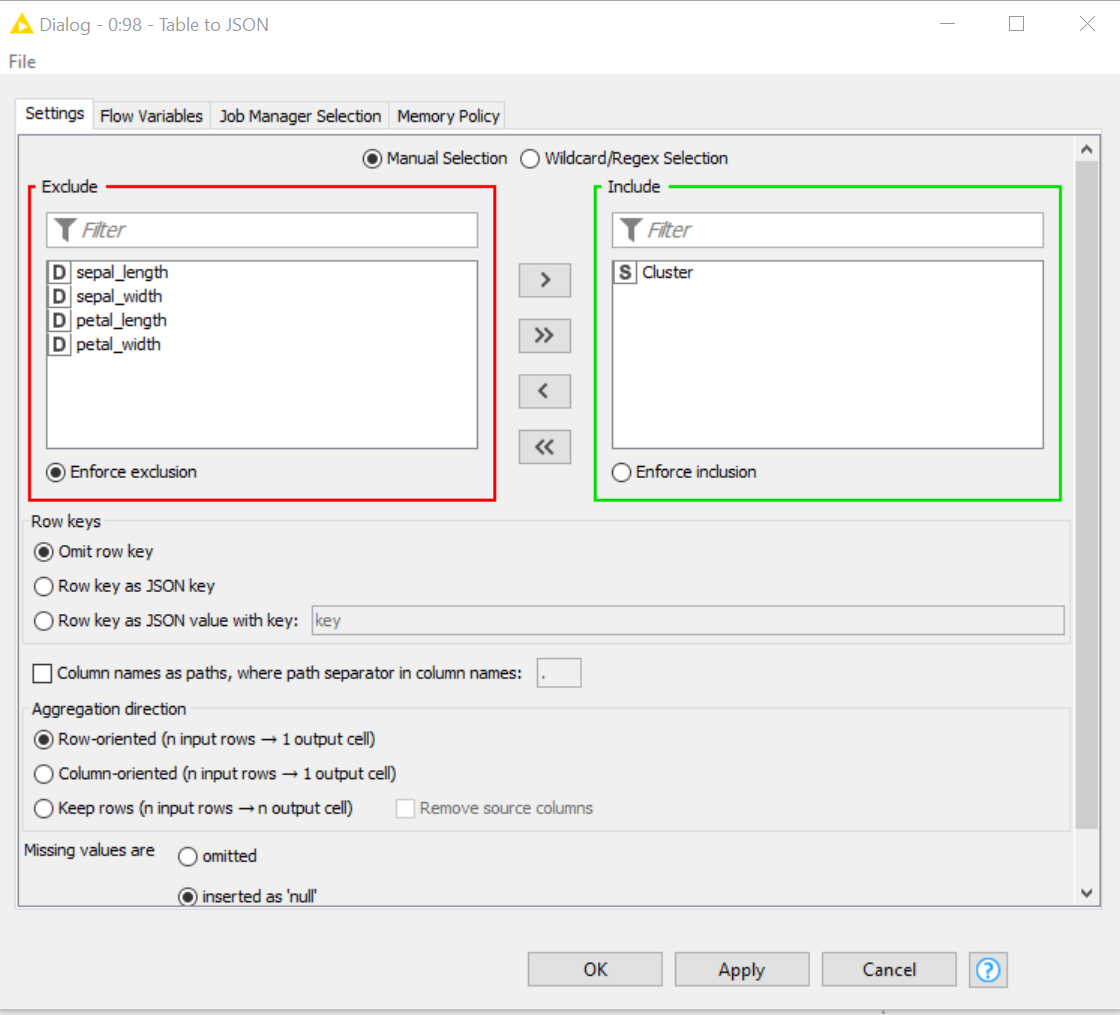 Dialog - 0:98 - Table to JSON
File
Settings Flow Variables Job Manager Selection Memory Policy
Manual Selection Wildcard/Regex Selection
Exclude Include
Filter Filter
D sepal_length S Cluster
D sepal_width
D petal_length
D petal_width
>
>>
<
<<
Enforce exclusion Enforce inclusion
Row keys
Omit row key
Row key as JSON key
Row key as JSON value with key: key
Column names as paths, where path separator in column names: .
Aggregation direction
Row-oriented (n input rows → 1 output cell)
Column-oriented (n input rows → 1 output cell)
Keep rows (n input rows → n output cell) Remove source columns
Missing values are omitted
inserted as 'null'
OK Apply Cancel ?